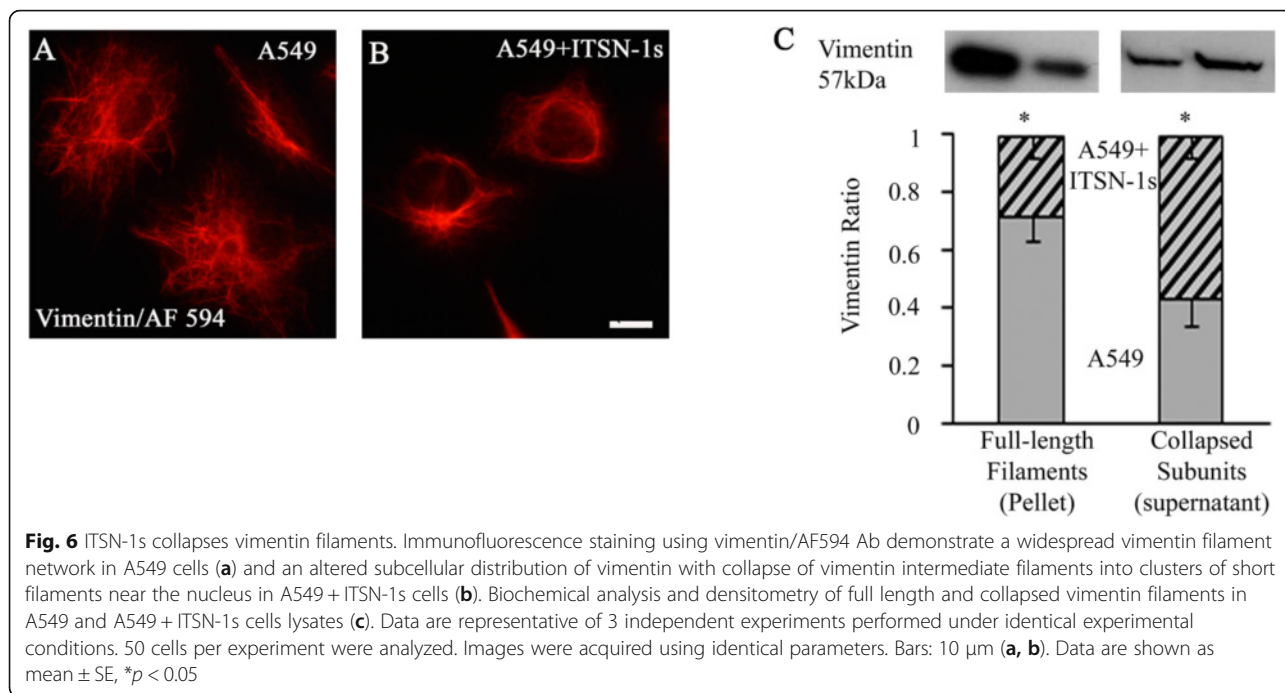 A
A549
Vimentin/AF 594
B
A549+ITSN-1s
C
Vimentin
57kDa
*
*
1
0.8
0.6
0.4
0.2
0
Vimentin Ratio
A549+
ITSN-1s
A549
Full-length
Filaments
(Pellet)
Collapsed
Subunits
(supernatant)
Fig. 6 ITSN-1s collapses vimentin filaments. Immunofluorescence staining using vimentin/AF594 Ab demonstrate a widespread vimentin filament
network in A549 cells (a) and an altered subcellular distribution of vimentin with collapse of vimentin intermediate filaments into clusters of short
filaments near the nucleus in A549 + ITSN-1s cells (b). Biochemical analysis and densitometry of full length and collapsed vimentin filaments in
A549 and A549 + ITSN-1s cells lysates (c). Data are representative of 3 independent experiments performed under identical experimental
conditions. 50 cells per experiment were analyzed. Images were acquired using identical parameters. Bars: 10 μm (a, b). Data are shown as
mean ± SE, *p < 0.05